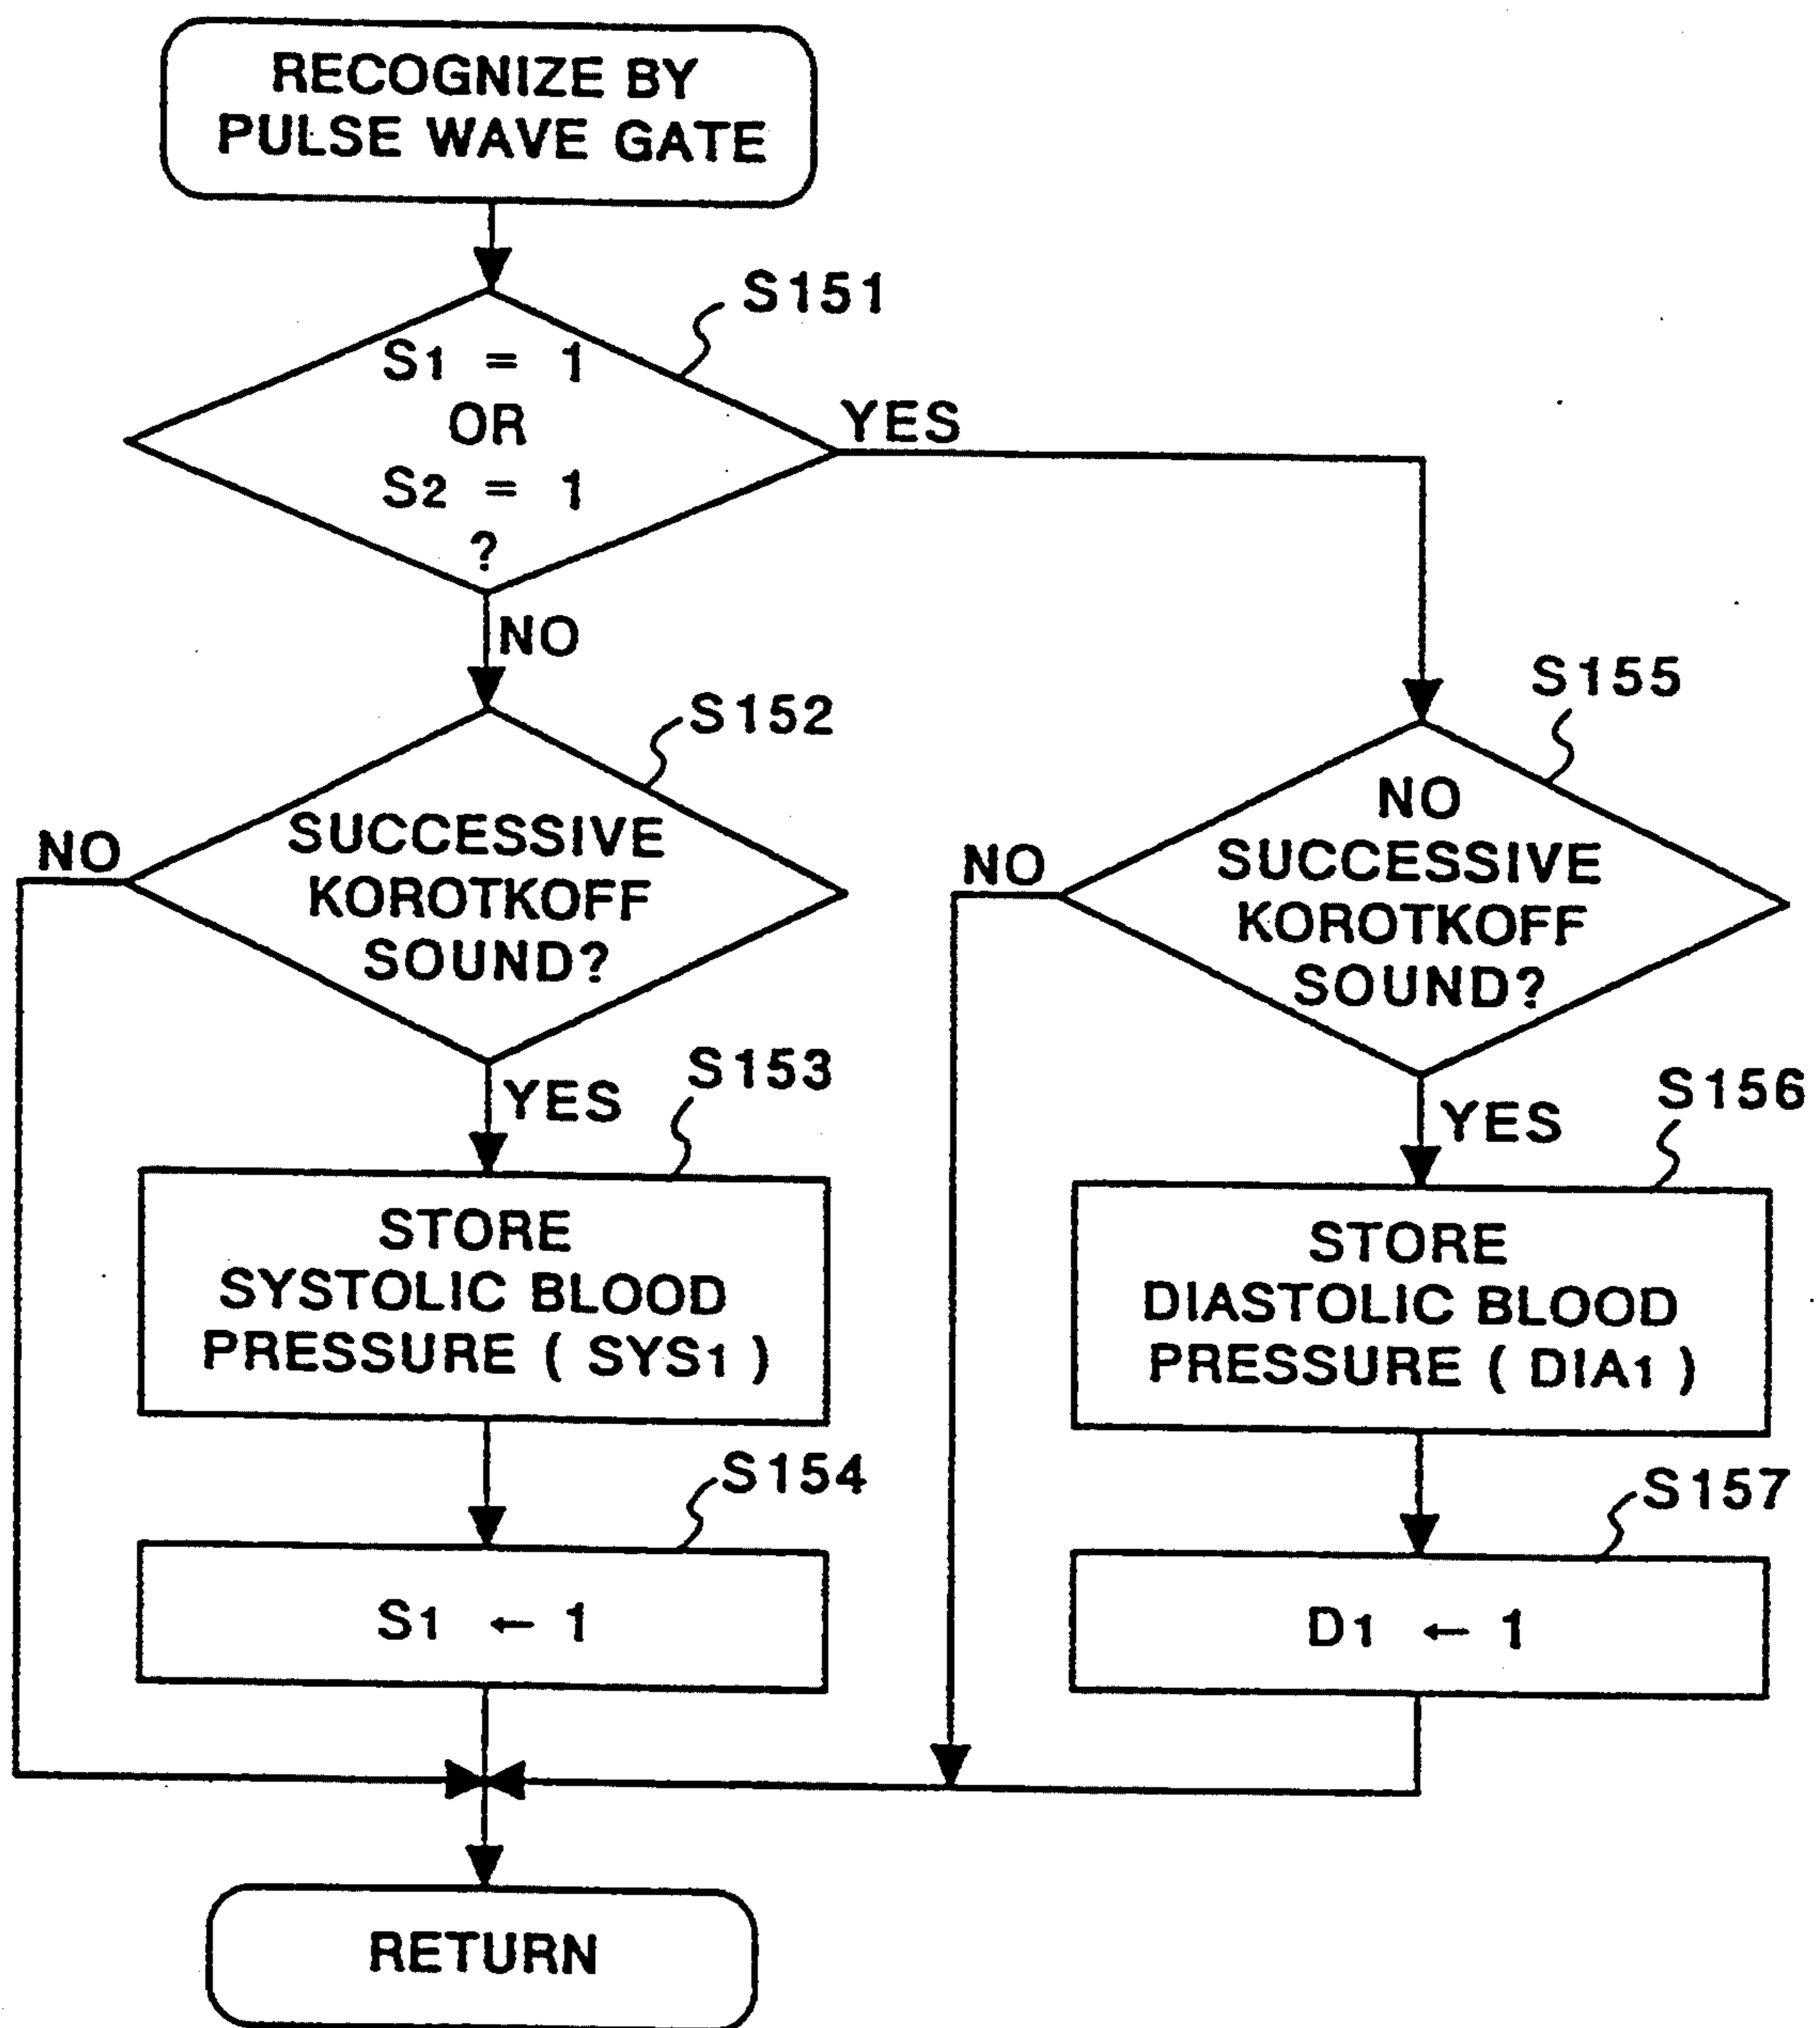 RECOGNIZE BY
PULSE WAVE GATE
S151
S1 = 1
OR
S2 = 1
?
YES
NO
S152
SUCCESSIVE
KOROTKOFF
SOUND?
NO
YES
S153
STORE
SYSTOLIC BLOOD
PRESSURE ( SYS1 )
S154
S1 ← 1
S155
NO
SUCCESSIVE
KOROTKOFF
SOUND?
NO
YES
S156
STORE
DIASTOLIC BLOOD
PRESSURE ( DIA1 )
S157
D1 ← 1
RETURN